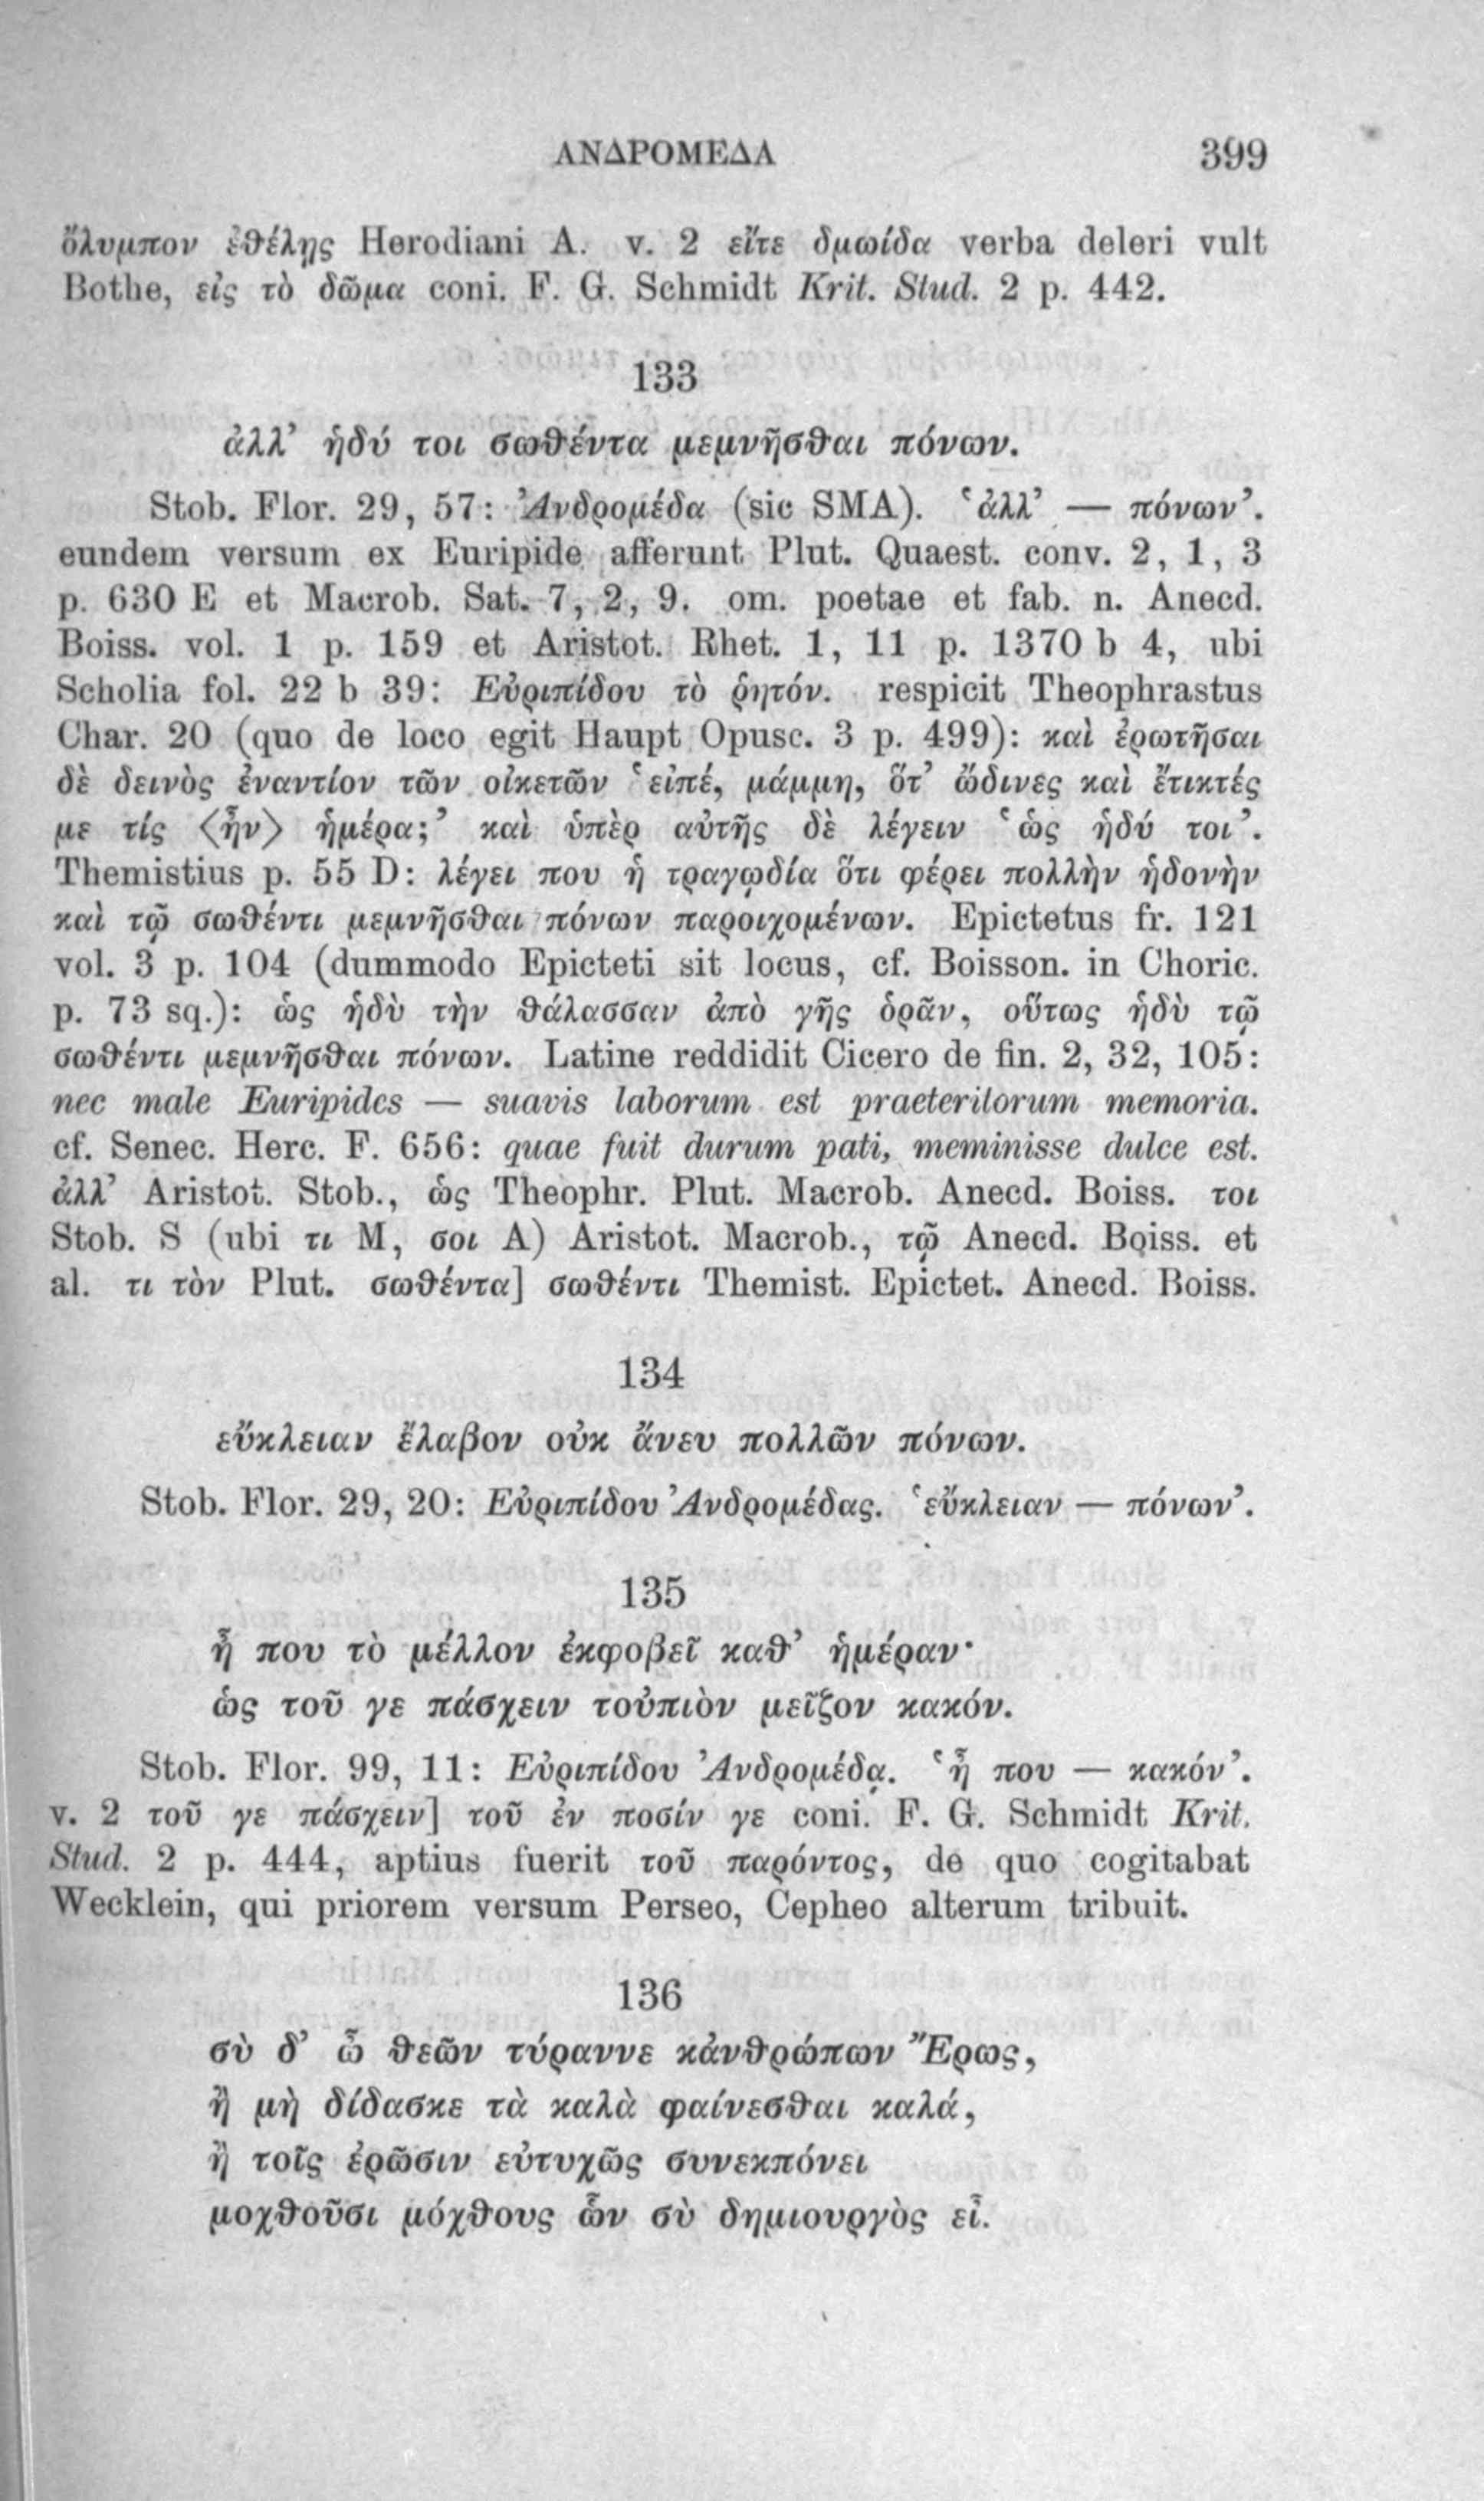 ΑΝΔΡΟΜΕΔΑ 399
ὄλυμπον ἐθέλῃς Herodiani A. v. 2 εἴτε δμωίδα verba deleri vult
Bothe, εἰς τὸ δῶμα coni. F. G. Schmidt Krit. Stud. 2 p. 442.
133
ἀλλ’ ἡδύ τοι σωθέντα μεμνῆσθαι πόνων.
Stob. Flor. 29, 57: Ἀνδρομέδα (sic SMA). ‘ἀλλ’ — πόνων’.
eundem versum ex Euripide afferunt Plut. Quaest. conv. 2, 1, 3
p. 630 E et Macrob. Sat. 7, 2, 9. om. poetae et fab. n. Anecd.
Boiss. vol. 1 p. 159 et Aristot. Rhet. 1, 11 p. 1370 b 4, ubi
Scholia fol. 22 b 39: Εὐριπίδου τὸ ῥητόν. respicit Theophrastus
Char. 20 (quo de loco egit Haupt Opusc. 3 p. 499): καὶ ἐρωτῆσαι
δὲ δεινὸς ἐναντίον τῶν οἰκετῶν ‘εἰπέ, μάμμη, ὅτ’ ὤδινες καὶ ἔτικτές
με τίς ⟨ἦν⟩ ἡμέρα;’ καὶ ὑπὲρ αὐτῆς δὲ λέγειν ‘ὡς ἡδύ τοι’.
Themistius p. 55 D: λέγει που ἡ τραγῳδία ὅτι φέρει πολλὴν ἡδονὴν
καὶ τῷ σωθέντι μεμνῆσθαι πόνων παροιχομένων. Epictetus fr. 121
vol. 3 p. 104 (dummodo Epicteti sit locus, cf. Boisson. in Choric.
p. 73 sq.): ὡς ἡδὺ τὴν θάλασσαν ἀπὸ γῆς ὁρᾶν, οὕτως ἡδὺ τῷ
σωθέντι μεμνῆσθαι πόνων. Latine reddidit Cicero de fin. 2, 32, 105:
nec male Euripides — suavis laborum est praeteritorum memoria.
cf. Senec. Herc. F. 656: quae fuit durum pati, meminisse dulce est.
ἀλλ’ Aristot. Stob., ὡς Theophr. Plut. Macrob. Anecd. Boiss. τοι
Stob. S (ubi τι M, σοι A) Aristot. Macrob., τῷ Anecd. Boiss. et
al. τι τὸν Plut. σωθέντα] σωθέντι Themist. Epictet. Anecd. Boiss.
134
εὔκλειαν ἔλαβον οὐκ ἄνευ πολλῶν πόνων.
Stob. Flor. 29, 20: Εὐριπίδου Ἀνδρομέδας. ‘εὔκλειαν — πόνων’.
135
ἦ που τὸ μέλλον ἐκφοβεῖ καθ’ ἡμέραν·
ὡς τοῦ γε πάσχειν τοὐπιὸν μεῖζον κακόν.
Stob. Flor. 99, 11: Εὐριπίδου Ἀνδρομέδᾳ. ‘ἦ που — κακόν’.
v. 2 τοῦ γε πάσχειν] τοῦ ἐν ποσίν γε coni. F. G. Schmidt Krit.
Stud. 2 p. 444, aptius fuerit τοῦ παρόντος, de quo cogitabat
Wecklein, qui priorem versum Perseo, Cepheo alterum tribuit.
136
σὺ δ’ ὦ θεῶν τύραννε κἀνθρώπων Ἔρως,
ἢ μὴ δίδασκε τὰ καλὰ φαίνεσθαι καλά,
ἢ τοῖς ἐρῶσιν εὐτυχῶς συνεκπόνει
μοχθοῦσι μόχθους ὧν σὺ δημιουργὸς εἶ.